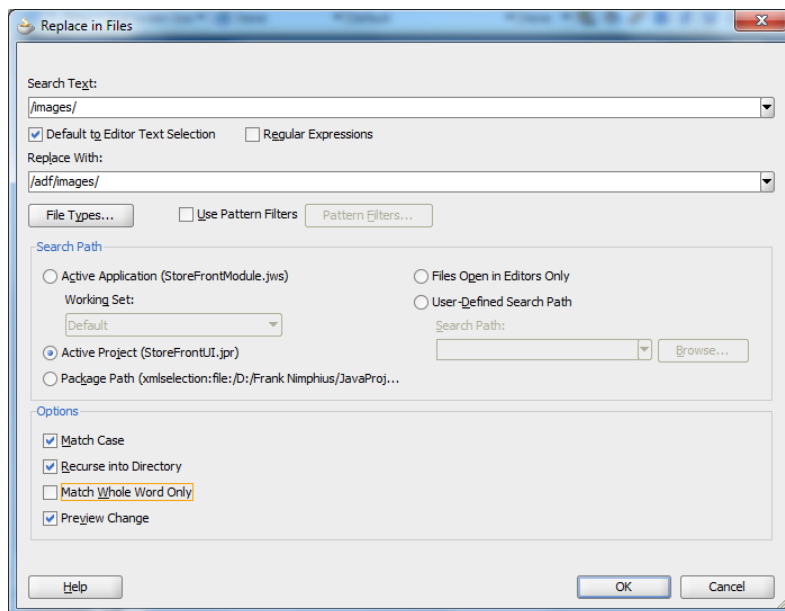 Replace in Files
Search Text:
/images/
Default to Editor Text Selection Regular Expressions
Replace With:
/adf/images/
File Types... Use Pattern Filters Pattern Filters...
Search Path
Active Application (StoreFrontModule.jws) Files Open in Editors Only
Working Set: User-Defined Search Path
Default Search Path:
Active Project (StoreFrontUI.jpr) Browse...
Package Path (xmlselection:file:/D:/Frank Nimphius/JavaProj...
Options
Match Case
Recurse into Directory
Match Whole Word Only
Preview Change
Help OK Cancel